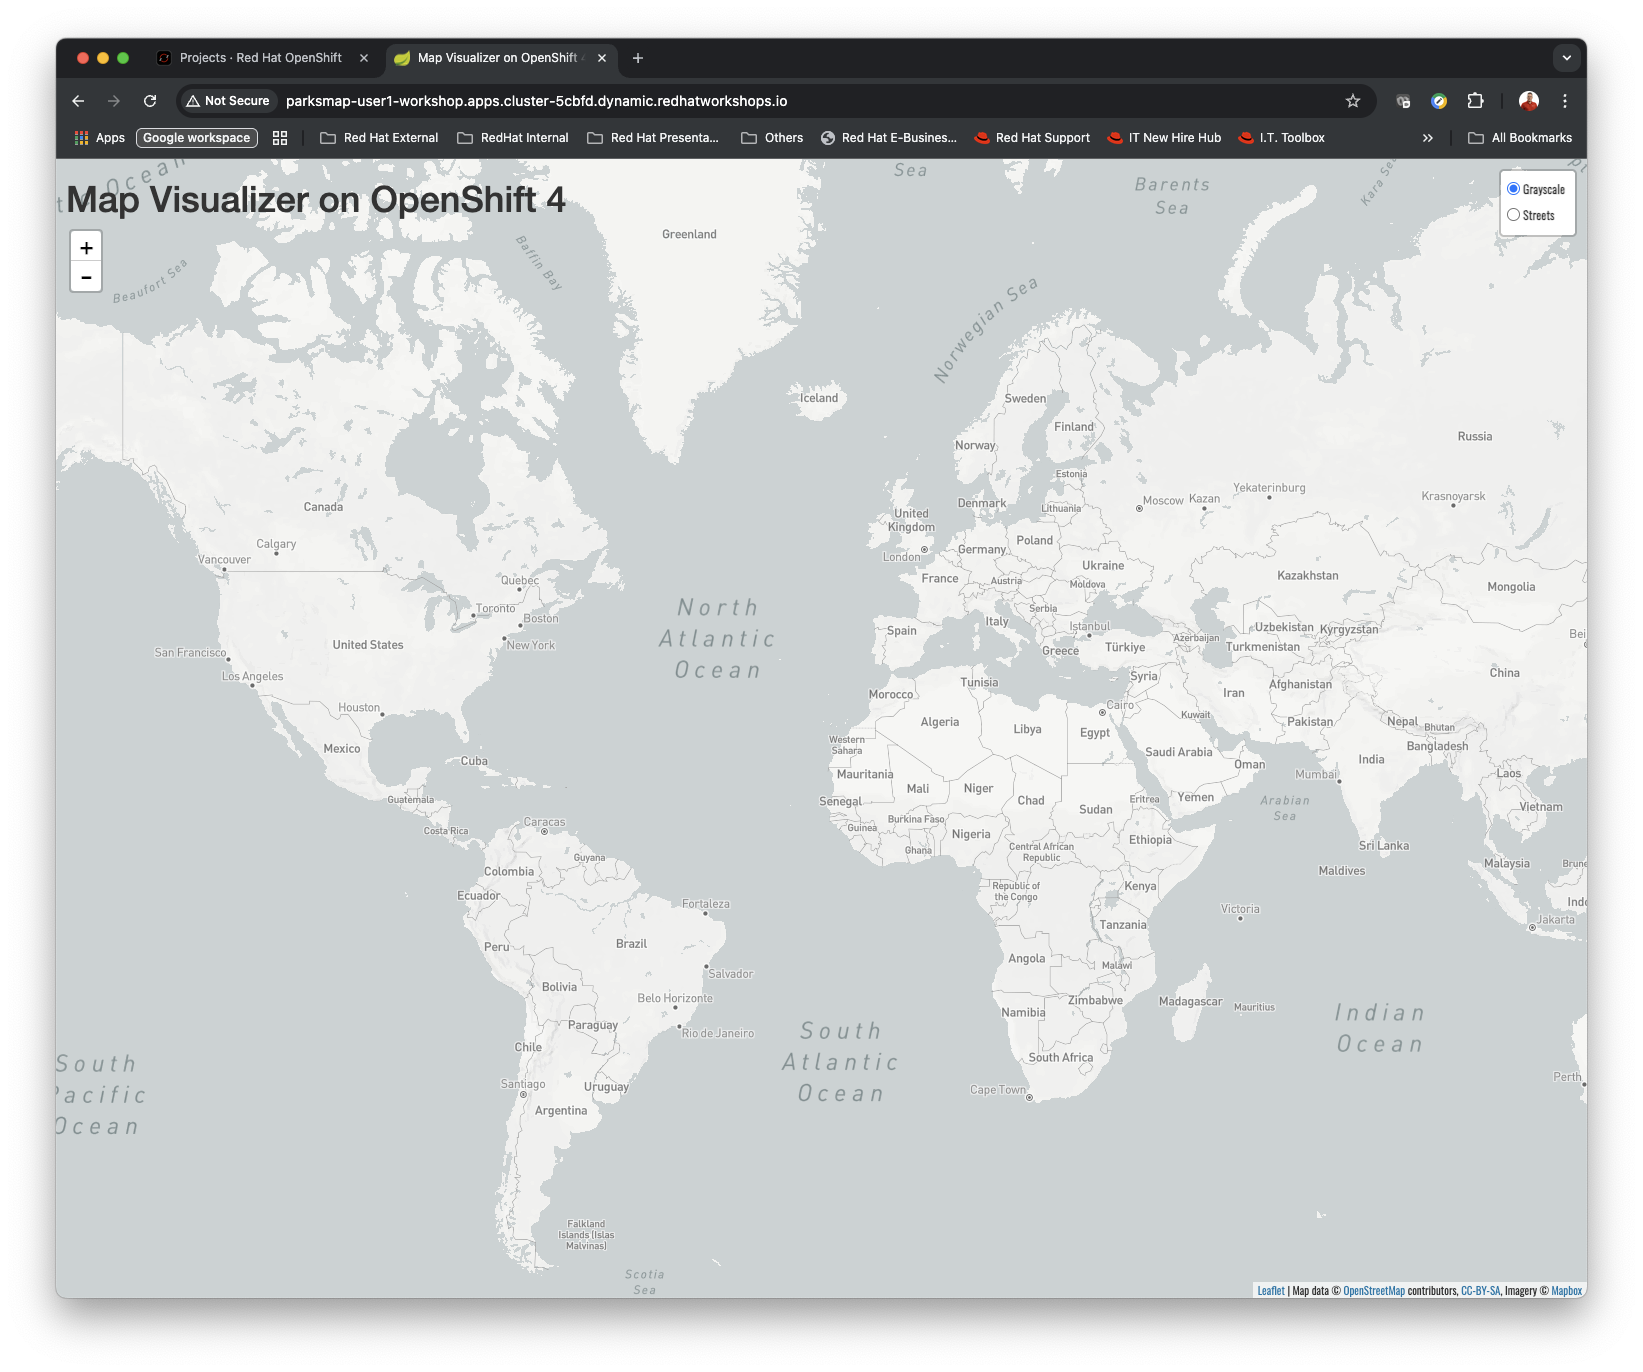 Projects · Red Hat OpenShift
Map Visualizer on OpenShift
Not Secure
parksmap-user1-workshop.apps.cluster-5cbfd.dynamic.redhatworkshops.io
Apps
Google workspace
Red Hat External
RedHat Internal
Red Hat Presenta...
Others
Red Hat E-Busines...
Red Hat Support
IT New Hire Hub
I.T. Toolbox
All Bookmarks
Map Visualizer on OpenShift 4
+
−
Grayscale
Streets
Ocean
Sea
Barents
Sea
Kara Sea
Greenland
Baffin Bay
Beaufort Sea
Norwegian Sea
Iceland
Sweden
Finland
Norway
Russia
Estonia
Yekaterinburg
Krasnoyarsk
Moscow
Kazan
Denmark
Lithuania
Canada
United
Kingdom
London
Poland
Germany
Calgary
Vancouver
Ukraine
France
Austria
Moldova
Kazakhstan
Mongolia
Quebec
Toronto
Boston
New York
North
Atlantic
Ocean
Serbia
Italy
Spain
Istanbul
Uzbekistan
Kyrgyzstan
Azerbaijan
Turkmenistan
Türkiye
Greece
Bei
United States
San Francisco
Los Angeles
Houston
China
Syria
Tunisia
Afghanistan
Iran
Morocco
Cairo
Kuwait
Pakistan
Nepal
Bhutan
Algeria
Libya
Egypt
Western
Sahara
Bangladesh
Mexico
Saudi Arabia
Oman
India
Cuba
Mauritania
Mumbai
Laos
Mali
Niger
Chad
Sudan
Eritrea
Yemen
Arabian
Sea
Guatemala
Senegal
Vietnam
Burkina Faso
Guinea
Nigeria
Ethiopia
Costa Rica
Caracas
Ghana
Central African
Republic
Sri Lanka
Guyana
Colombia
Maldives
Malaysia
Brune
Republic of
the Congo
Kenya
Ecuador
Indo
Fortaleza
Victoria
Jakarta
Tanzania
Peru
Brazil
Angola
Malawi
Salvador
Bolivia
Belo Horizonte
Zimbabwe
Madagascar
Mauritius
Namibia
Indian
Ocean
Paraguay
Rio de Janeiro
South
Atlantic
Ocean
Chile
South Africa
South
Pacific
Ocean
Perth
Santiago
Uruguay
Cape Town
Argentina
Falkland
Islands (Islas
Malvinas)
Scotia
Sea
Leaflet | Map data © OpenStreetMap contributors, CC-BY-SA, Imagery © Mapbox